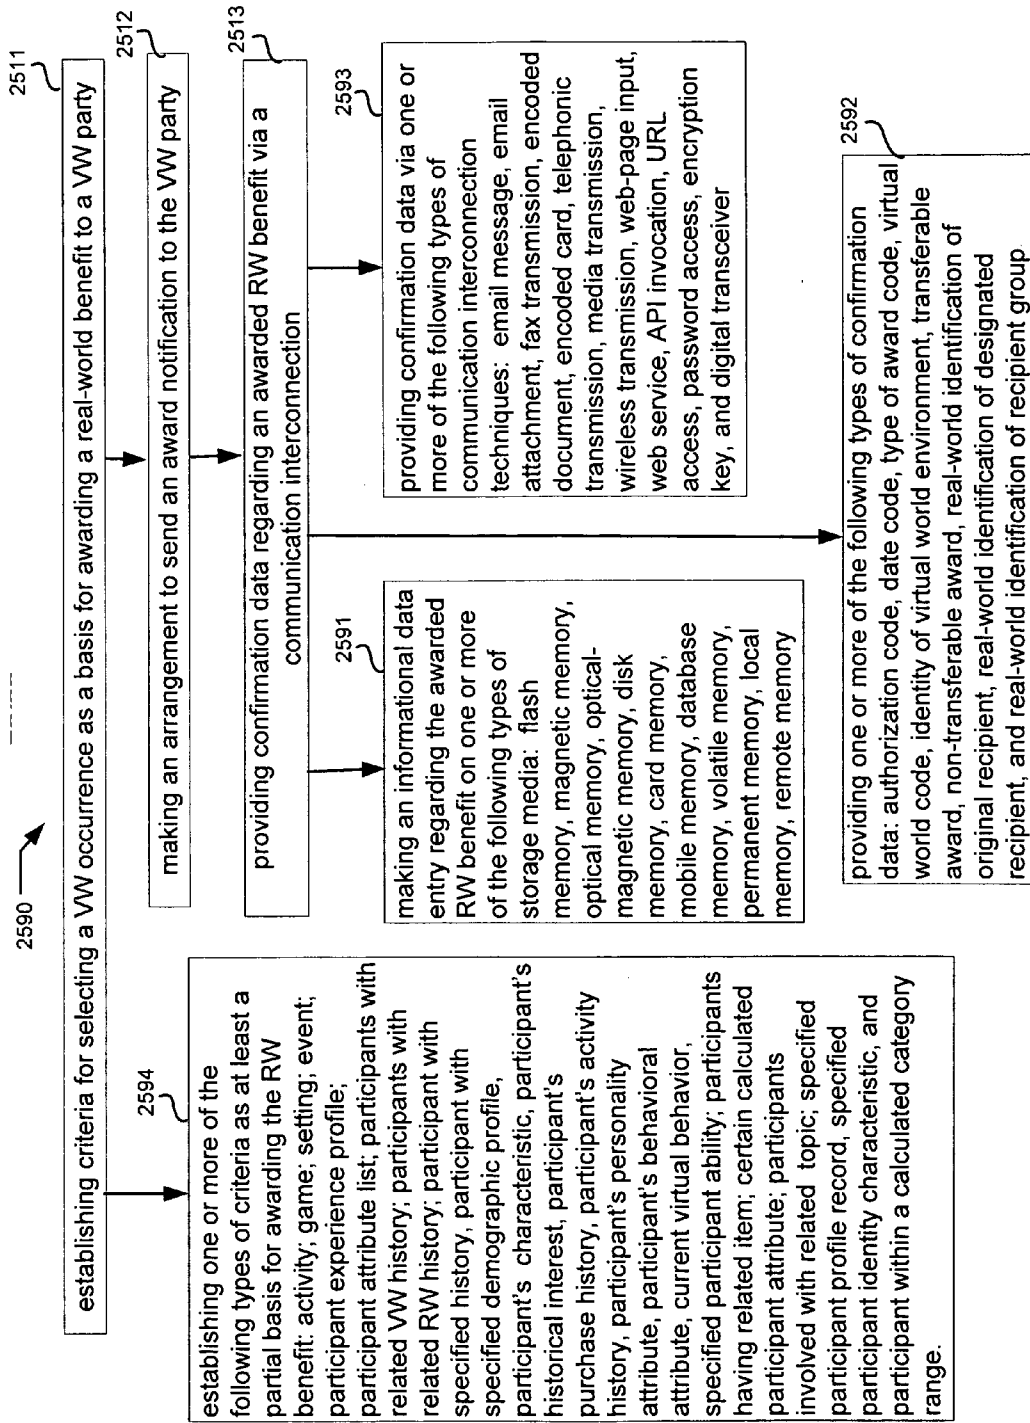 2590
2511
establishing criteria for selecting a VW occurrence as a basis for awarding a real-world benefit to a VW party
2512
making an arrangement to send an award notification to the VW party
2513
providing confirmation data regarding an awarded RW benefit via a
communication interconnection
2594
establishing one or more of the
following types of criteria as at least a
partial basis for awarding the RW
benefit: activity; game; setting; event;
participant experience profile;
participant attribute list; participants with
related VW history; participants with
related RW history; participant with
specified history, participant with
specified demographic profile,
participant's characteristic, participant's
historical interest, participant's
purchase history, participant's activity
history, participant's personality
attribute, participant's behavioral
attribute, current virtual behavior,
specified participant ability; participants
having related item; certain calculated
participant attribute; participants
involved with related topic; specified
participant profile record, specified
participant identity characteristic, and
participant within a calculated category
range.
2591
making an informational data
entry regarding the awarded
RW benefit on one or more
of the following types of
storage media: flash
memory, magnetic memory,
optical memory, optical-
magnetic memory, disk
memory, card memory,
mobile memory, database
memory, volatile memory,
permanent memory, local
memory, remote memory
2593
providing confirmation data via one or
more of the following types of
communication interconnection
techniques: email message, email
attachment, fax transmission, encoded
document, encoded card, telephonic
transmission, media transmission,
wireless transmission, web-page input,
web service, API invocation, URL
access, password access, encryption
key, and digital transceiver
2592
providing one or more of the following types of confirmation
data: authorization code, date code, type of award code, virtual
world code, identity of virtual world environment, transferable
award, non-transferable award, real-world identification of
original recipient, real-world identification of designated
recipient, and real-world identification of recipient group